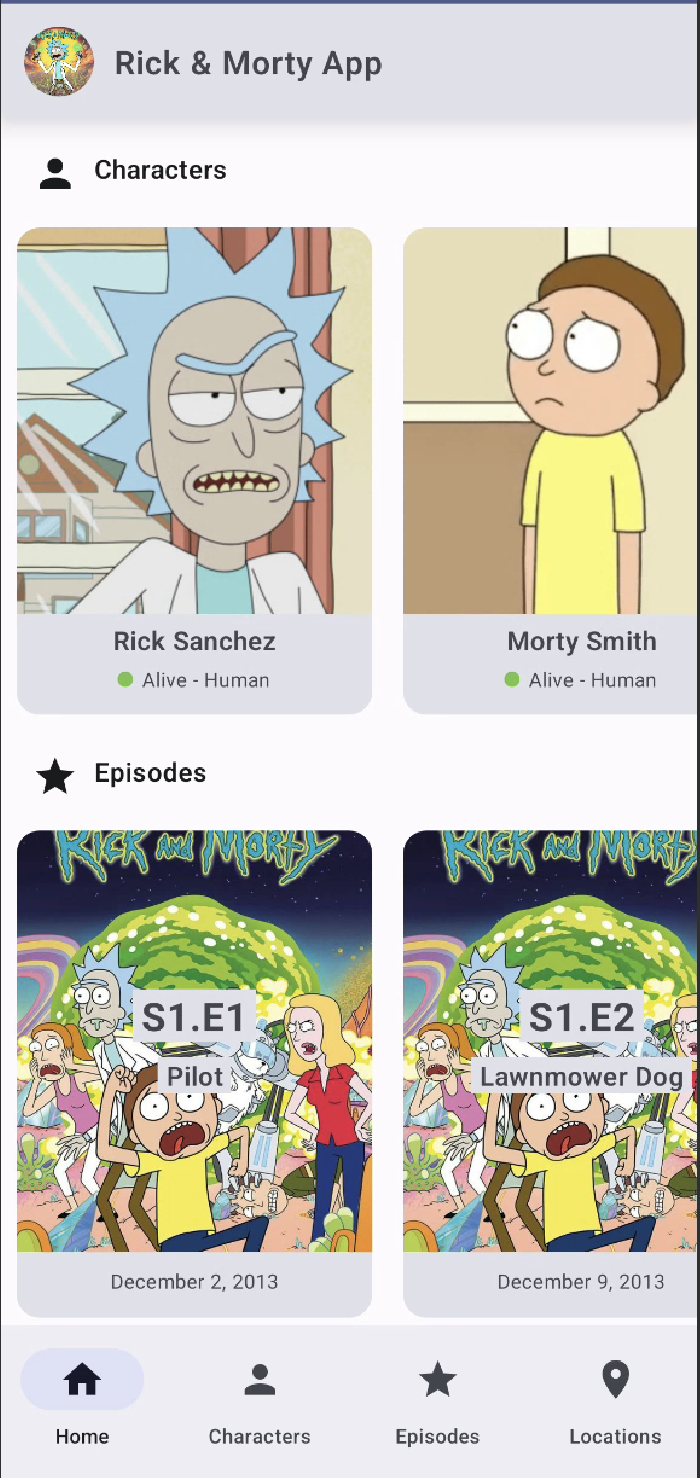 Rick & Morty App
Characters
Rick Sanchez
Alive - Human
Morty Smith
Alive - Human
Episodes
RICK AND MORTY
S1.E1
Pilot
December 2, 2013
RICK AND MORTY
S1.E2
Lawnmower Dog
December 9, 2013
Home
Characters
Episodes
Locations